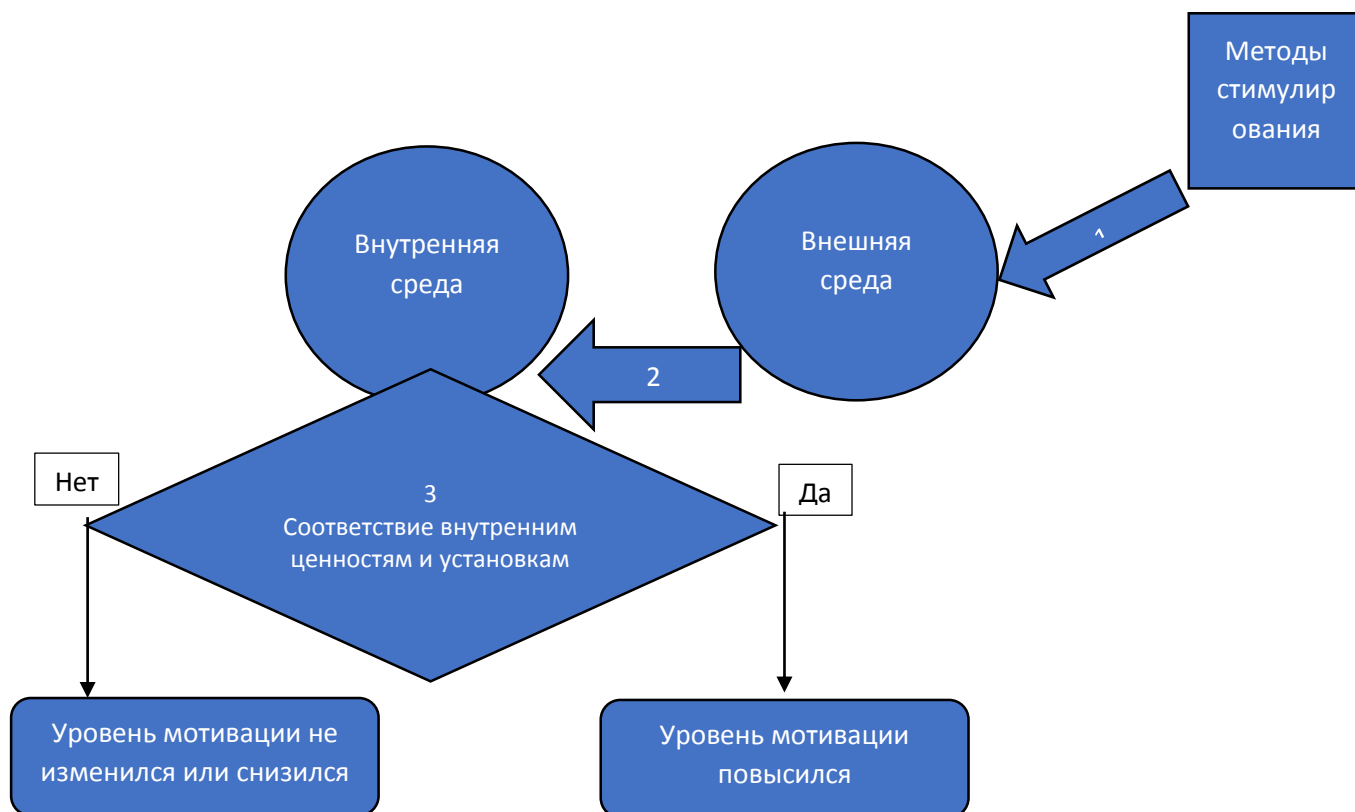 Методы
стимулир
ования
1
Внешняя
среда
Внутренняя
среда
2
Нет
Да
3
Соответствие внутренним
ценностям и установкам
Уровень мотивации не
изменился или снизился
Уровень мотивации
повысился